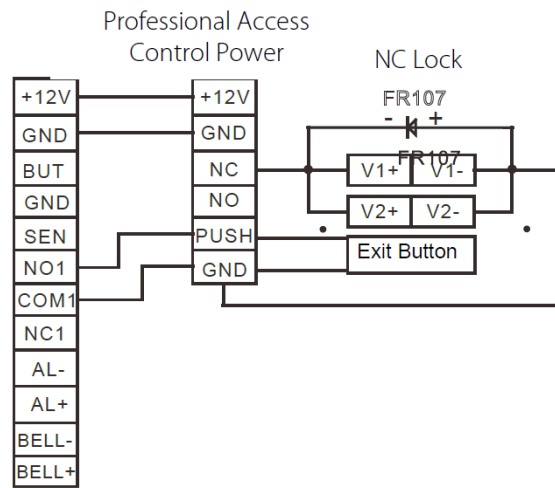 Professional Access
Control Power
NC Lock
FR107
- +
FR107
+12V
GND
BUT
GND
SEN
NO1
COM1
NC1
AL-
AL+
BELL-
BELL+
+12V
GND
NC
NO
PUSH
GND
V1+ V1-
V2+ V2-
Exit Button